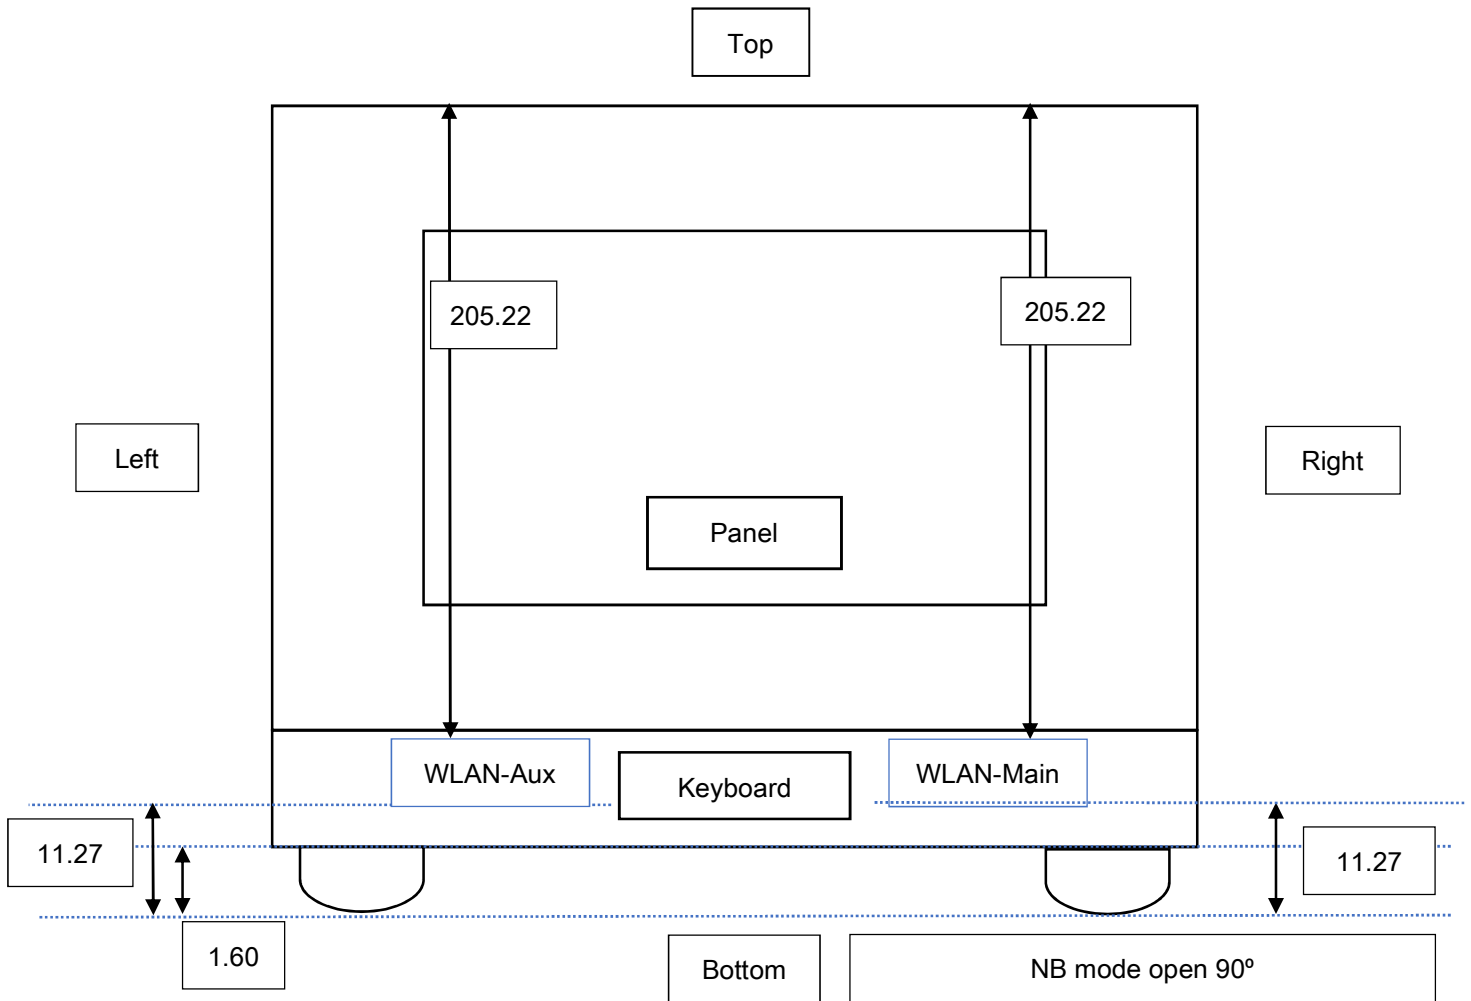 Top
205.22
205.22
Left
Right
Panel
WLAN-Aux
Keyboard
WLAN-Main
11.27
11.27
1.60
Bottom
NB mode open 90º